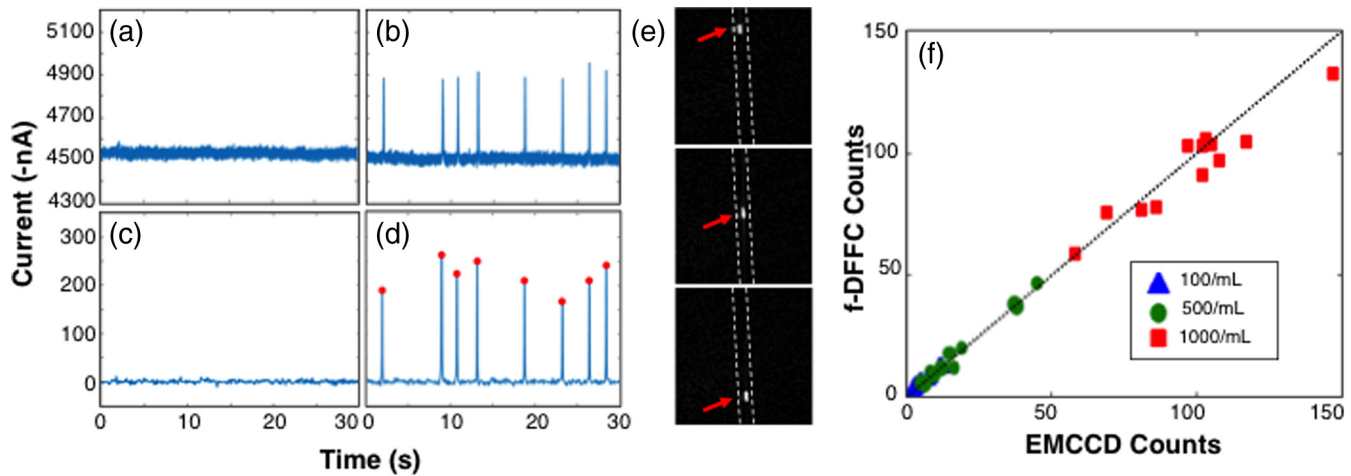 (a)
(b)
(c)
(d)
(e)
(f)
Current (-nA)
5100
4900
4700
4500
4300
300
200
100
0
0 10 20 30
0 10 20 30
Time (s)
f-DFFC Counts
150
100
50
0
0 50 100 150
EMCCD Counts
100/mL
500/mL
1000/mL